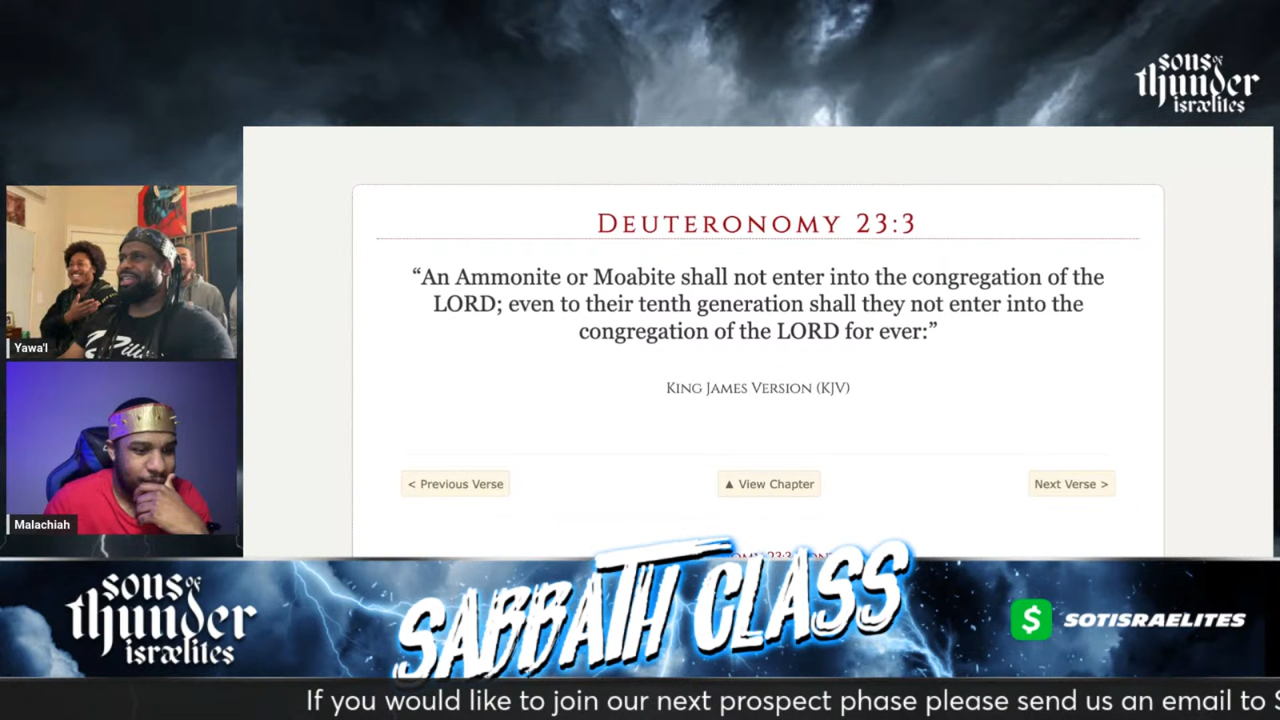 sons of
thunder
israelites
DEUTERONOMY 23:3
“An Ammonite or Moabite shall not enter into the congregation of the
LORD; even to their tenth generation shall they not enter into the
congregation of the LORD for ever:”
KING JAMES VERSION (KJV)
< Previous Verse
▲ View Chapter
Next Verse >
Yawa'l
Malachiah
sons of
thunder
israelites
SABBATH CLASS
$ SOTISRAELITES
If you would like to join our next prospect phase please send us an email to S